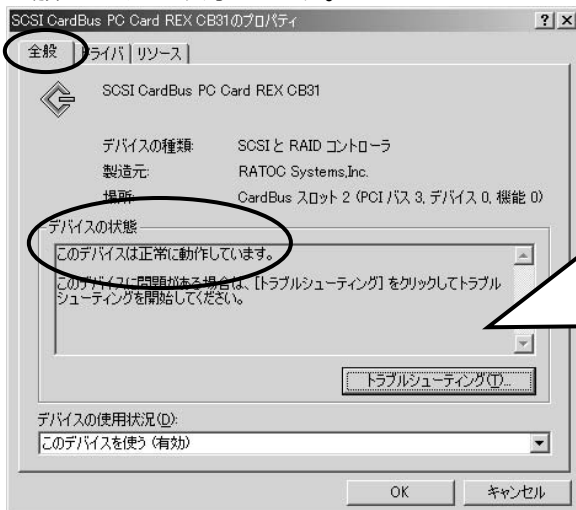 SCSI CardBus PC Card REX CB31のプロパティ
全般
ドライバ
リソース
SCSI CardBus PC Card REX CB31
デバイスの種類:
SCSI と RAID コントローラ
製造元:
RATOC Systems,Inc.
場所:
CardBus スロット 2 (PCI バス 3, デバイス 0, 機能 0)
デバイスの状態
このデバイスは正常に動作しています。
このデバイスに問題がある場合は、[トラブルシューティング] をクリックしてトラブル
シューティングを開始してください。
トラブルシューティング(T)...
デバイスの使用状況(D):
このデバイスを使う (有効)
OK
キャンセル